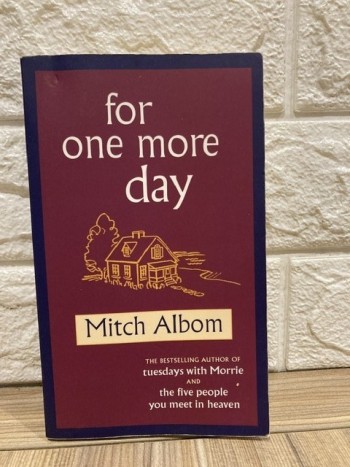 for
one more
day
Mitch Albom
THE BESTSELLING AUTHOR OF
tuesdays with Morrie
AND
the five people
you meet in heaven